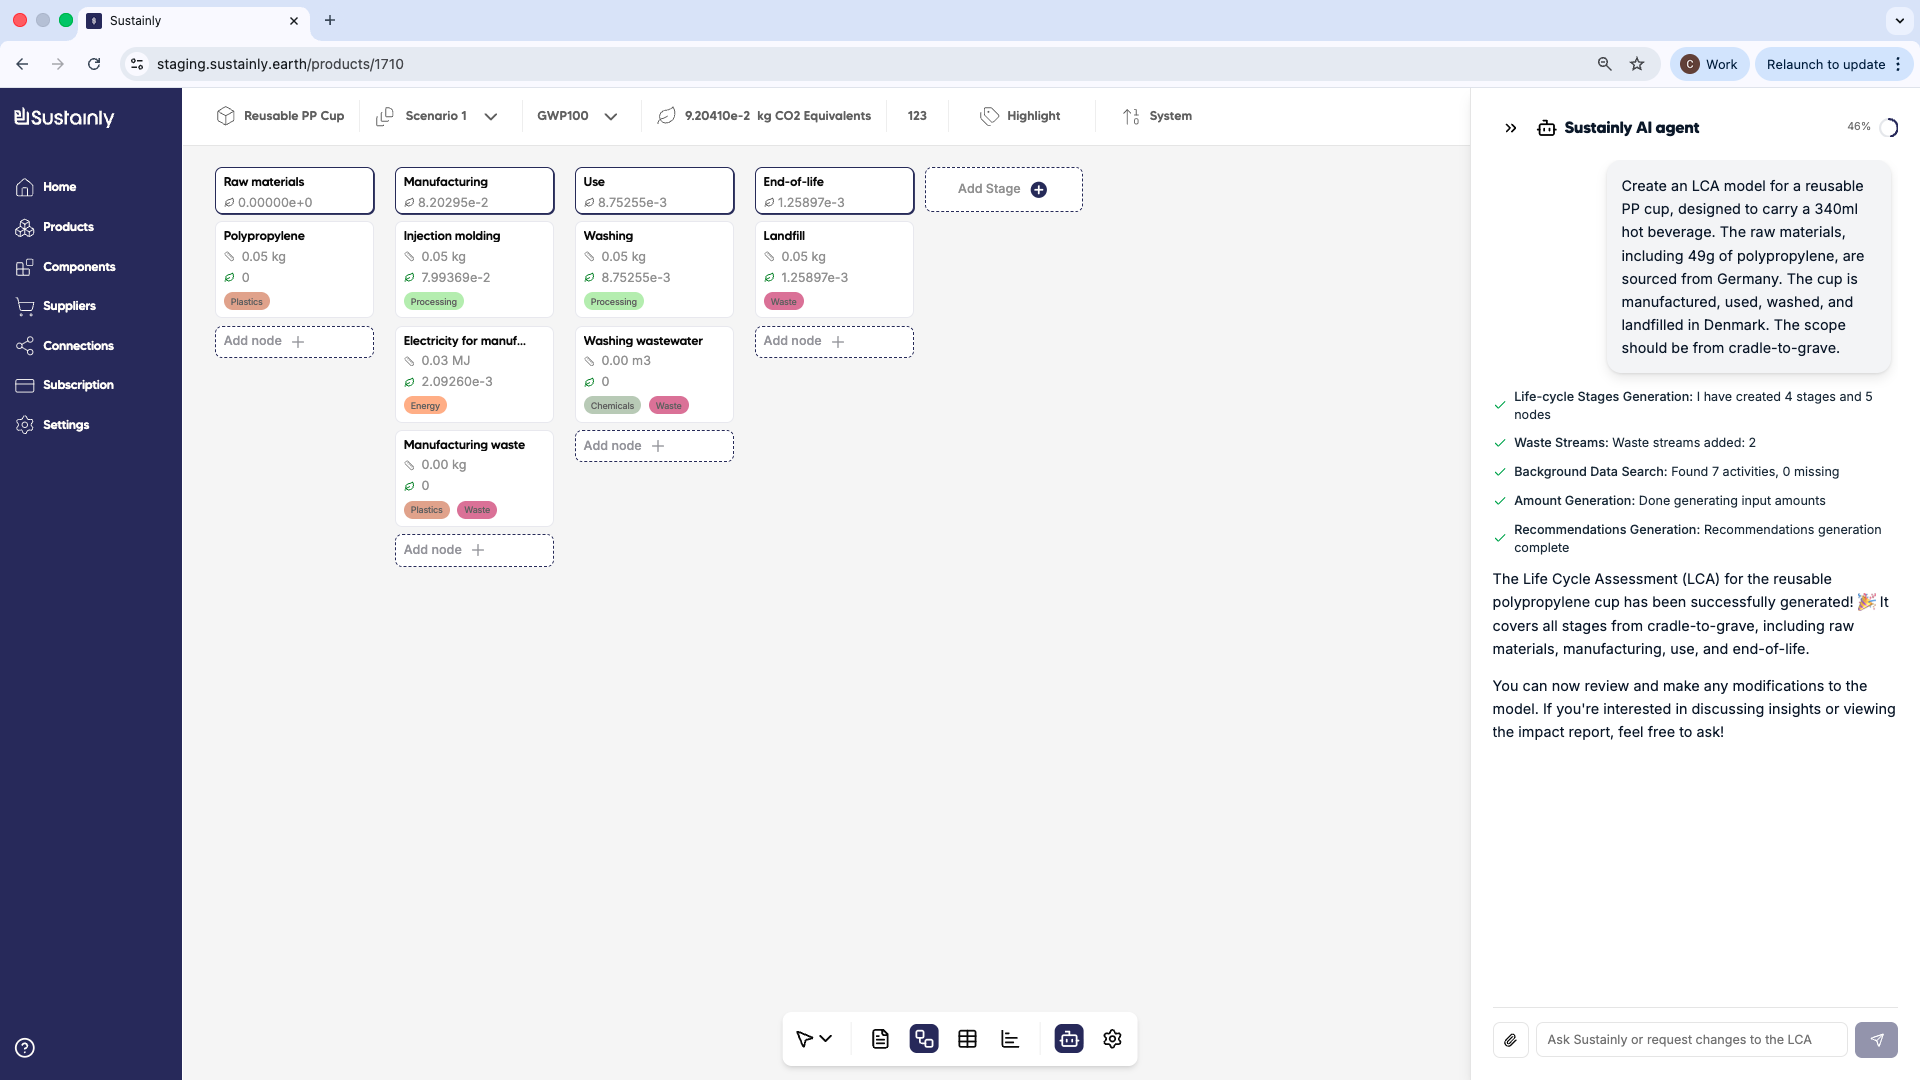 Sustainly
staging.sustainly.earth/products/1710
C Work
Relaunch to update
Sustainly
Home
Products
Components
Suppliers
Connections
Subscription
Settings
Reusable PP Cup
Scenario 1
GWP100
9.20410e-2 kg CO2 Equivalents
123
Highlight
System
Raw materials
0.00000e+0
Polypropylene
0.05 kg
0
Plastics
Add node
Manufacturing
8.20295e-2
Injection molding
0.05 kg
7.99369e-2
Processing
Electricity for manuf...
0.03 MJ
2.09260e-3
Energy
Manufacturing waste
0.00 kg
0
Plastics Waste
Add node
Use
8.75255e-3
Washing
0.05 kg
8.75255e-3
Processing
Washing wastewater
0.00 m3
0
Chemicals Waste
Add node
End-of-life
1.25897e-3
Landfill
0.05 kg
1.25897e-3
Waste
Add node
Add Stage
Sustainly AI agent
46%
Create an LCA model for a reusable
PP cup, designed to carry a 340ml
hot beverage. The raw materials,
including 49g of polypropylene, are
sourced from Germany. The cup is
manufactured, used, washed, and
landfilled in Denmark. The scope
should be from cradle-to-grave.
Life-cycle Stages Generation: I have created 4 stages and 5
nodes
Waste Streams: Waste streams added: 2
Background Data Search: Found 7 activities, 0 missing
Amount Generation: Done generating input amounts
Recommendations Generation: Recommendations generation
complete
The Life Cycle Assessment (LCA) for the reusable
polypropylene cup has been successfully generated! 🎉 It
covers all stages from cradle-to-grave, including raw
materials, manufacturing, use, and end-of-life.
You can now review and make any modifications to the
model. If you're interested in discussing insights or viewing
the impact report, feel free to ask!
Ask Sustainly or request changes to the LCA